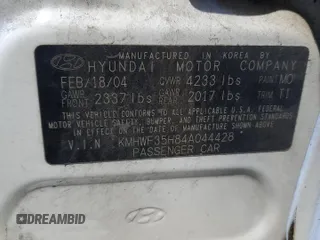 MANUFACTURED IN KOREA BY
HYUNDAI MOTOR COMPANY
FEB/18/04 GVWR 4233 lbs PAINT MO
GAWR FRONT 2337 lbs GAWR REAR 2017 lbs TRIM TI
THIS VEHICLE CONFORMS TO ALL APPLICABLE U.S.A. FEDERAL
MOTOR VEHICLE SAFETY, BUMPER, AND THEFT PREVENTION STANDARDS
IN EFFECT ON THE DATE OF MANUFACTURE SHOWN ABOVE.
V.I.N KMHWF35H84A044428
PASSENGER CAR
DREAMBID